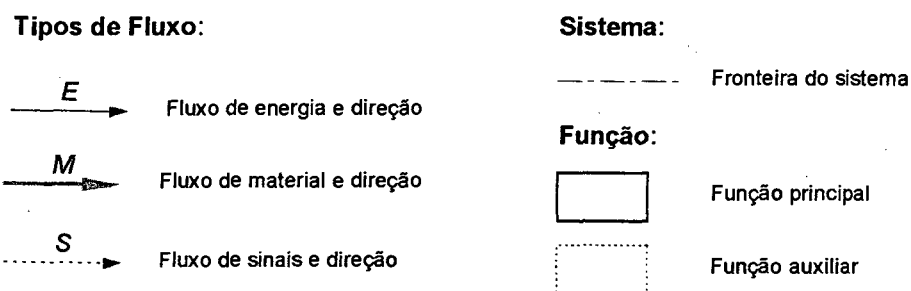 Tipos de Fluxo:
E
Fluxo de energia e direção
M
Fluxo de material e direção
S
Fluxo de sinais e direção
Sistema:
Fronteira do sistema
Função:
Função principal
Função auxiliar